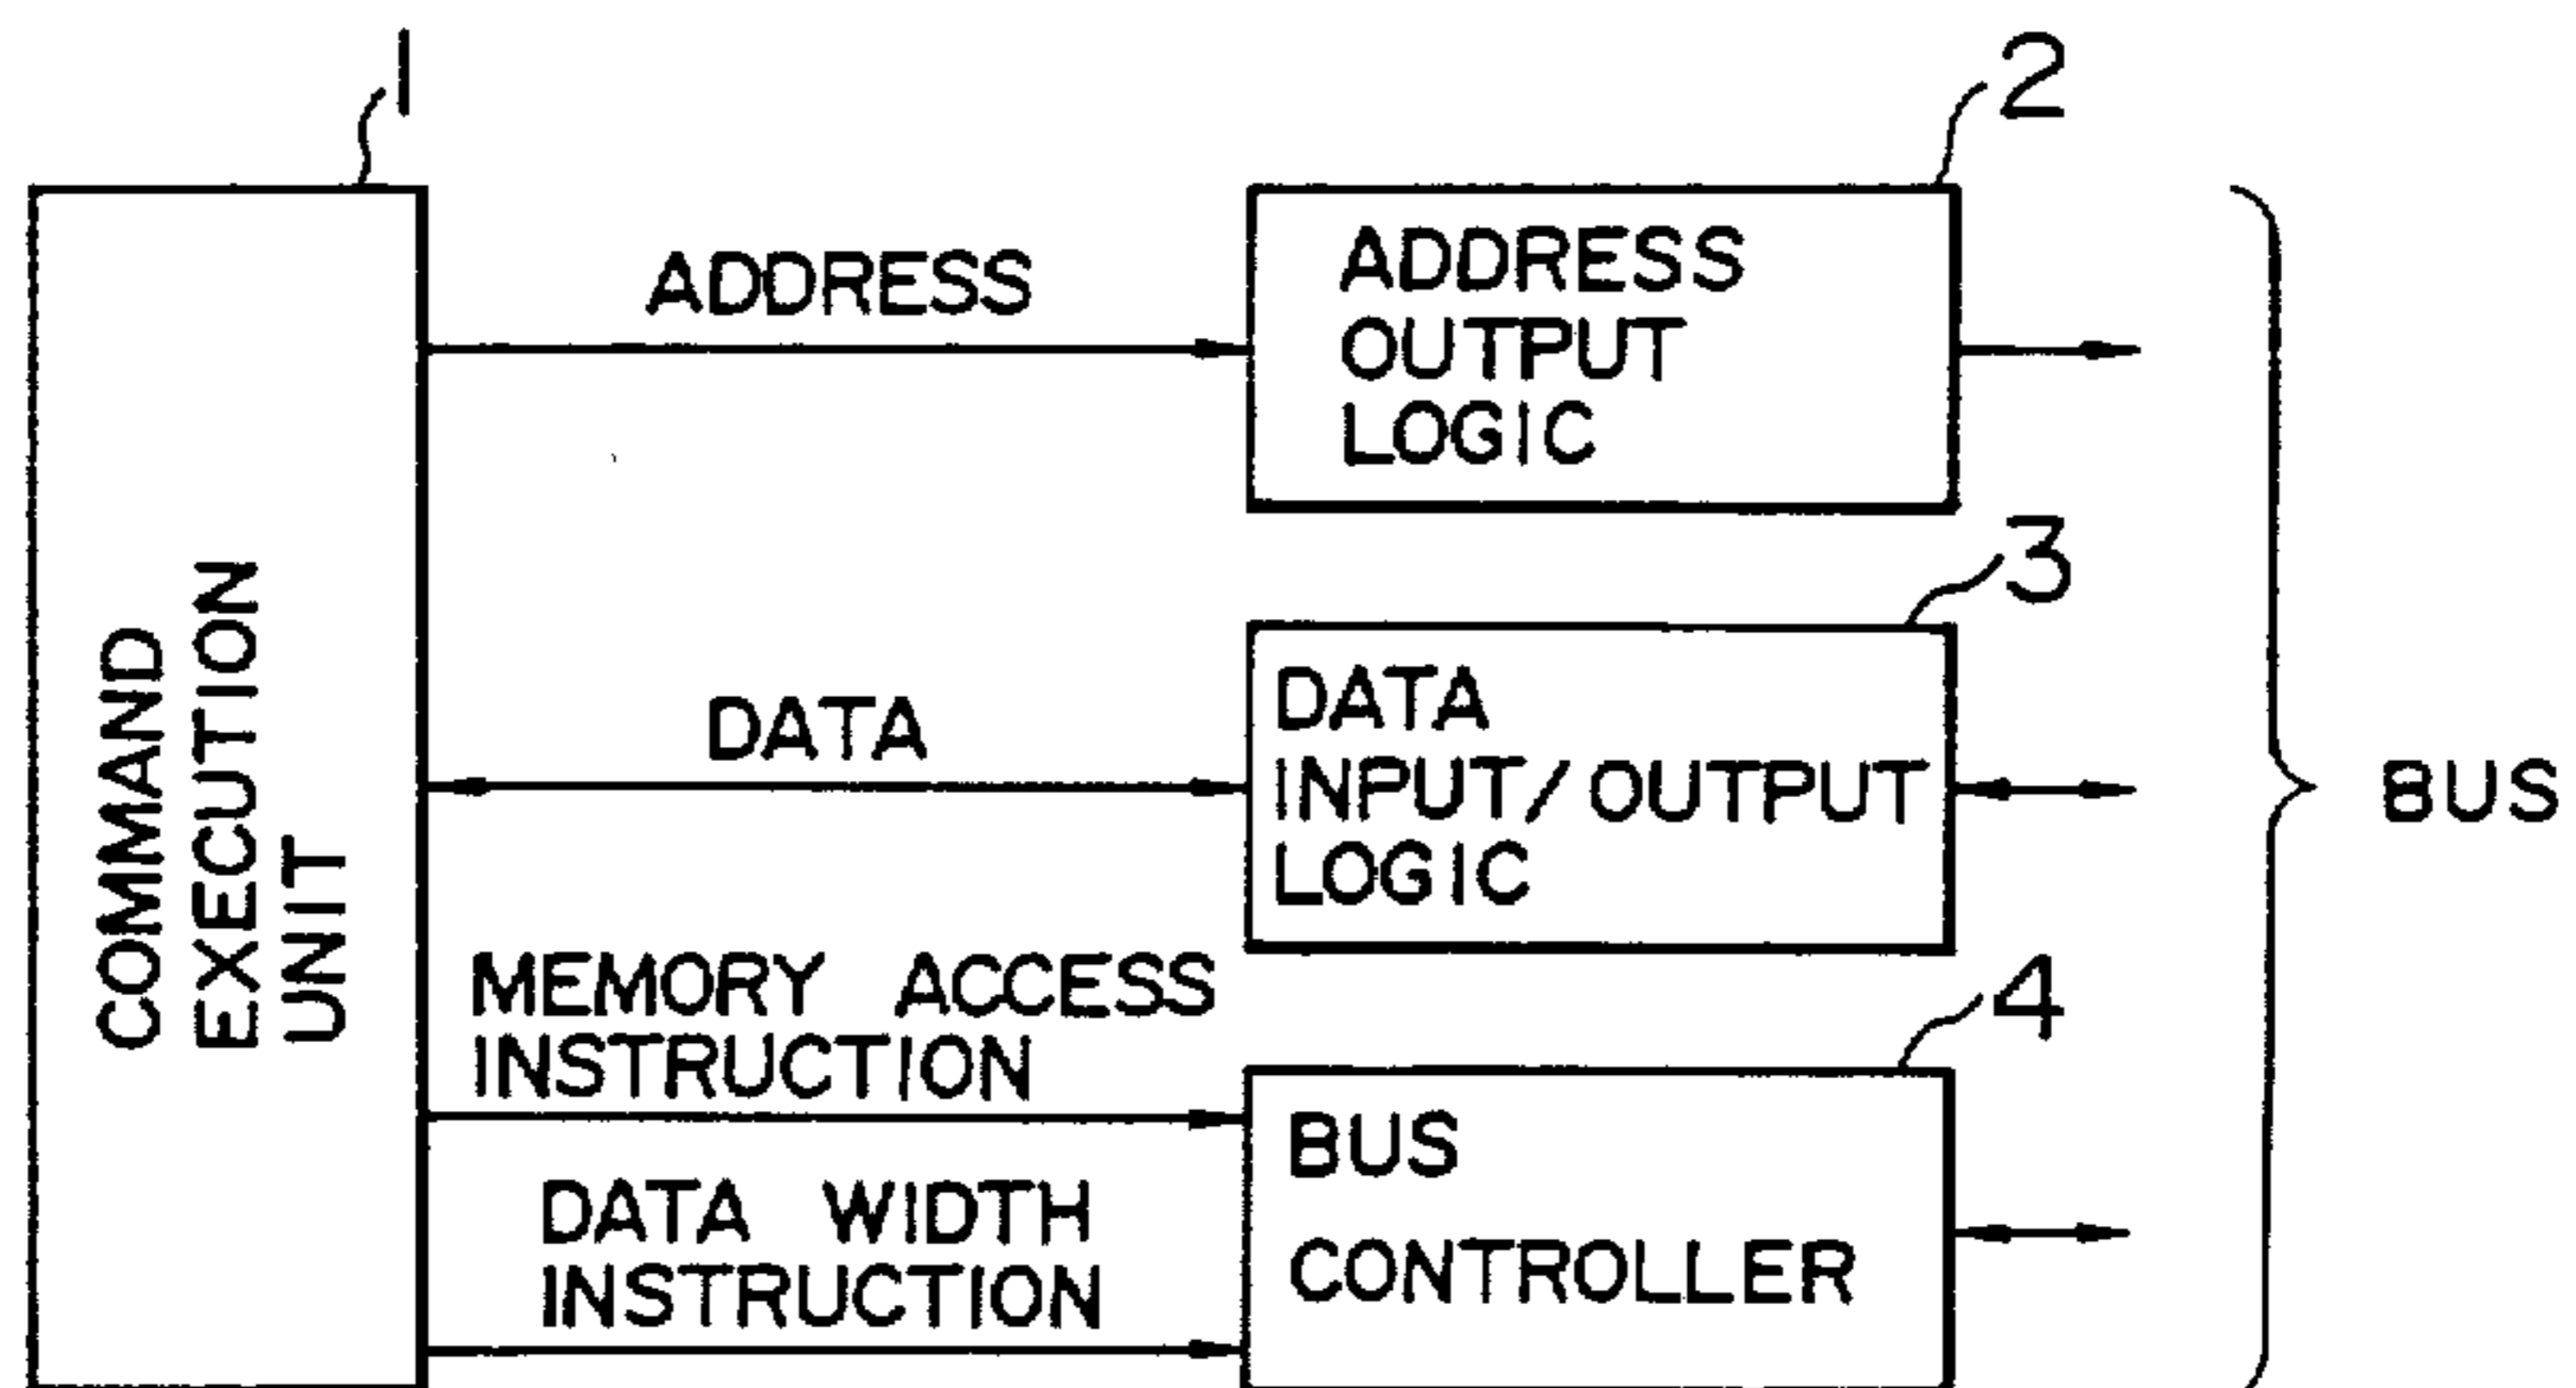 1
2
COMMAND
EXECUTION
UNIT
ADDRESS
ADDRESS
OUTPUT
LOGIC
3
DATA
DATA
INPUT/OUTPUT
LOGIC
BUS
MEMORY ACCESS
INSTRUCTION
4
DATA WIDTH
INSTRUCTION
BUS
CONTROLLER